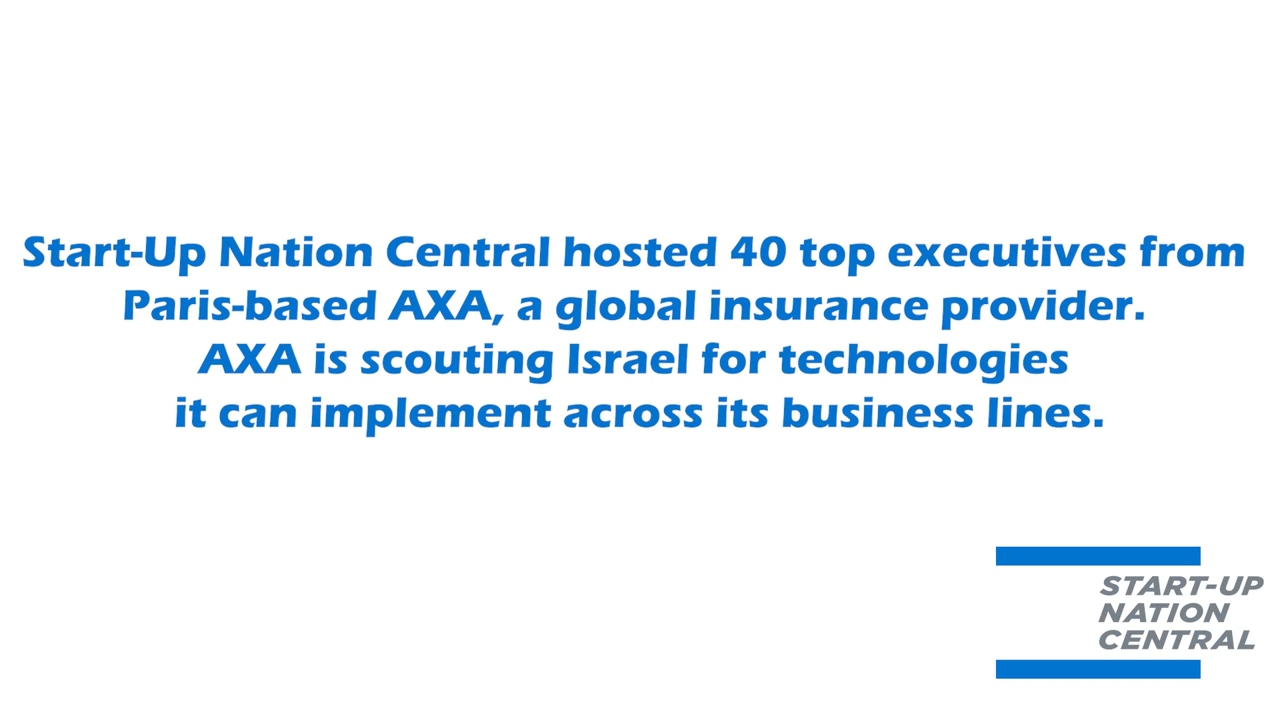 Start-Up Nation Central hosted 40 top executives from
Paris-based AXA, a global insurance provider.
AXA is scouting Israel for technologies
it can implement across its business lines.
START-UP
NATION
CENTRAL